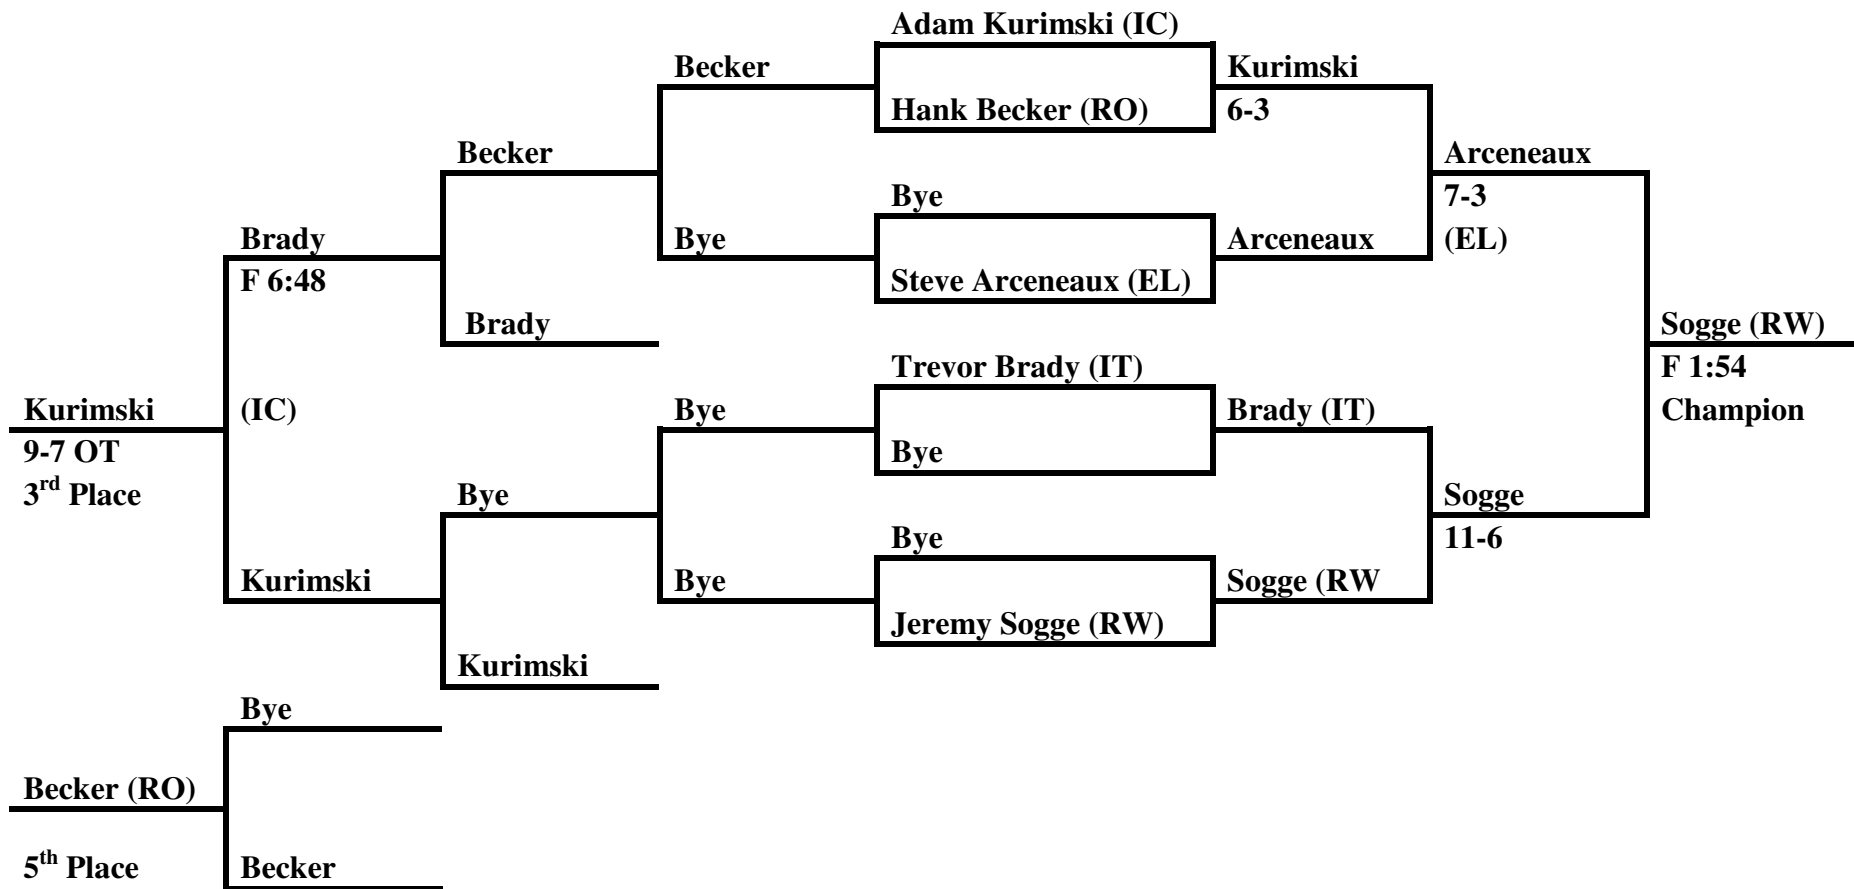 Adam Kurimski (IC)
Becker
Kurimski
Hank Becker (RO)
6-3
Becker
Arceneaux
Bye
7-3
Brady
Bye
Arceneaux
(EL)
F 6:48
Steve Arceneaux (EL)
Brady
Sogge (RW)
Trevor Brady (IT)
F 1:54
Kurimski
(IC)
Bye
Brady (IT)
Champion
9-7 OT
Bye
3rd Place
Bye
Sogge
Bye
11-6
Kurimski
Bye
Sogge (RW
Jeremy Sogge (RW)
Kurimski
Bye
Becker (RO)
5th Place
Becker